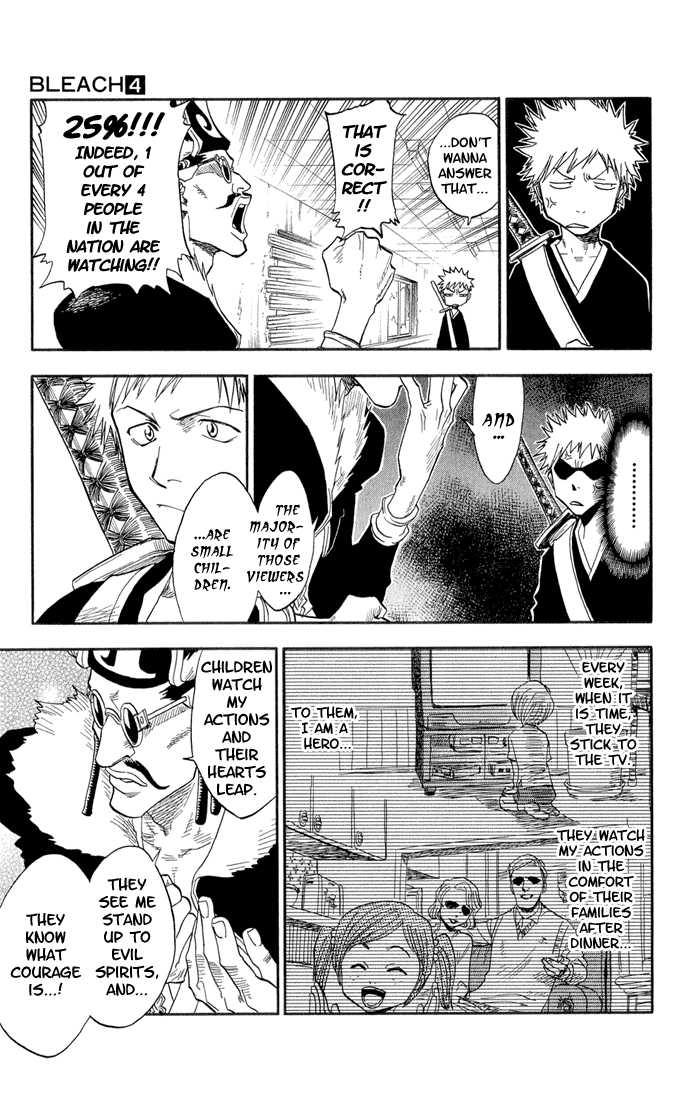 BLEACH 4
...DON'T
WANNA
ANSWER
THAT...
THAT
IS
COR-
RECT
!!
25%!!!
INDEED, 1
OUT OF
EVERY 4
PEOPLE
IN THE
NATION ARE
WATCHING!!
..........
AND
...
THE
MAJOR-
ITY OF
THOSE
VIEWERS
...
...ARE
SMALL
CHIL-
DREN.
EVERY
WEEK,
WHEN IT
IS TIME,
THEY
STICK TO
THE TV.
TO THEM,
I AM A
HERO...
THEY WATCH
MY ACTIONS
IN THE
COMFORT
OF THEIR
FAMILIES
AFTER
DINNER...
CHILDREN
WATCH
MY
ACTIONS
AND
THEIR
HEARTS
LEAP.
THEY
SEE ME
STAND
UP TO
EVIL
SPIRITS,
AND...
THEY
KNOW
WHAT
COURAGE
IS...!